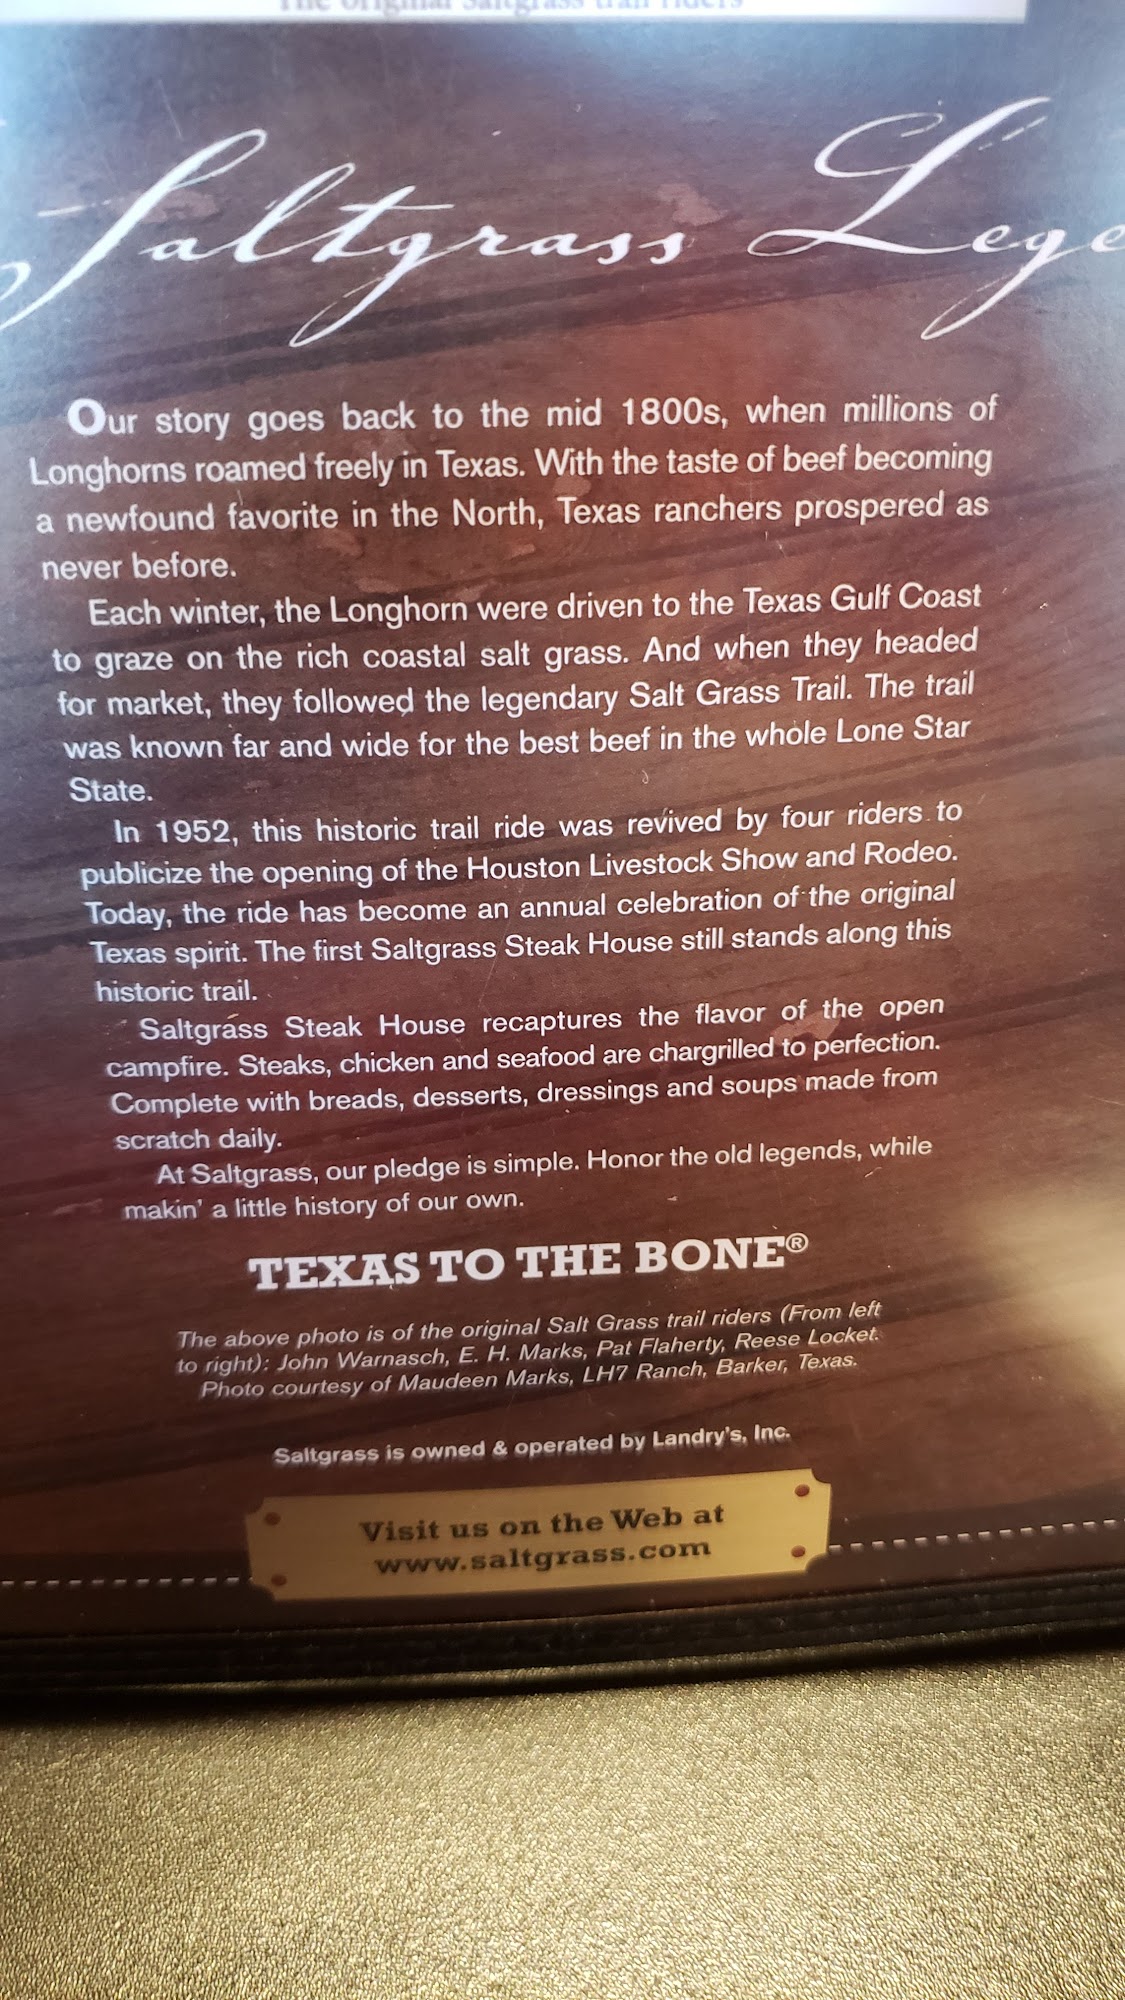 The original Saltgrass trail riders
Saltgrass Lege
Our story goes back to the mid 1800s, when millions of
Longhorns roamed freely in Texas. With the taste of beef becoming
a newfound favorite in the North, Texas ranchers prospered as
never before.
Each winter, the Longhorn were driven to the Texas Gulf Coast
to graze on the rich coastal salt grass. And when they headed
for market, they followed the legendary Salt Grass Trail. The trail
was known far and wide for the best beef in the whole Lone Star
State.
In 1952, this historic trail ride was revived by four riders to
publicize the opening of the Houston Livestock Show and Rodeo.
Today, the ride has become an annual celebration of the original
Texas spirit. The first Saltgrass Steak House still stands along this
historic trail.
Saltgrass Steak House recaptures the flavor of the open
campfire. Steaks, chicken and seafood are chargrilled to perfection.
Complete with breads, desserts, dressings and soups made from
scratch daily.
At Saltgrass, our pledge is simple. Honor the old legends, while
makin' a little history of our own.
TEXAS TO THE BONE®
The above photo is of the original Salt Grass trail riders (From left
to right): John Warnasch, E. H. Marks, Pat Flaherty, Reese Locket.
Photo courtesy of Maudeen Marks, LH7 Ranch, Barker, Texas.
Saltgrass is owned & operated by Landry's, Inc.
Visit us on the Web at
www.saltgrass.com